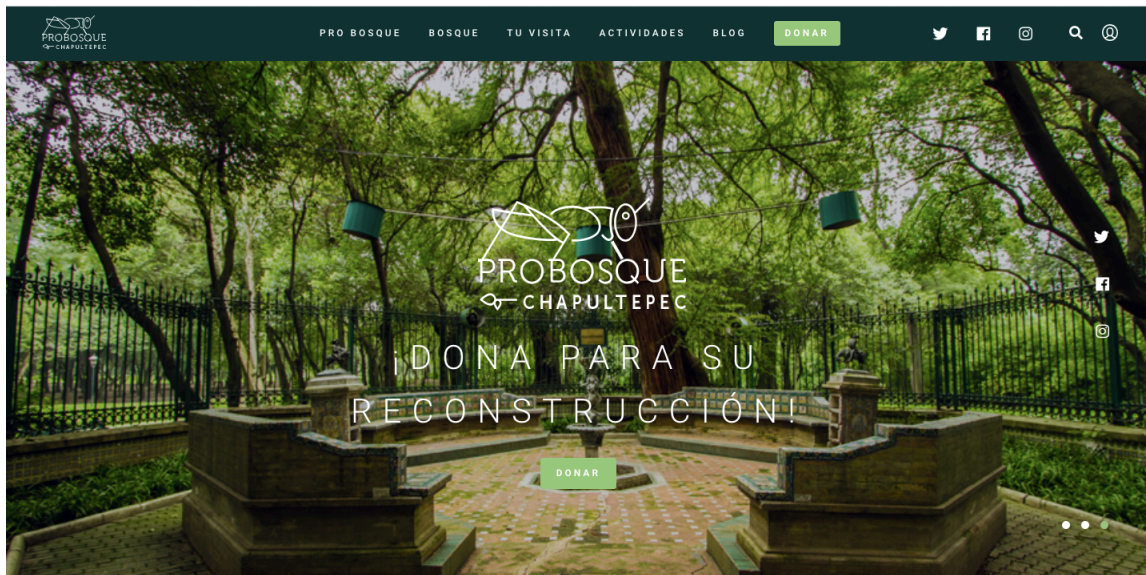 PROBOSQUE
CHAPULTEPEC
PRO BOSQUE BOSQUE TU VISITA ACTIVIDADES BLOG DONAR
PROBOSQUE
CHAPULTEPEC
¡DONA PARA SU
RECONSTRUCCIÓN!
DONAR